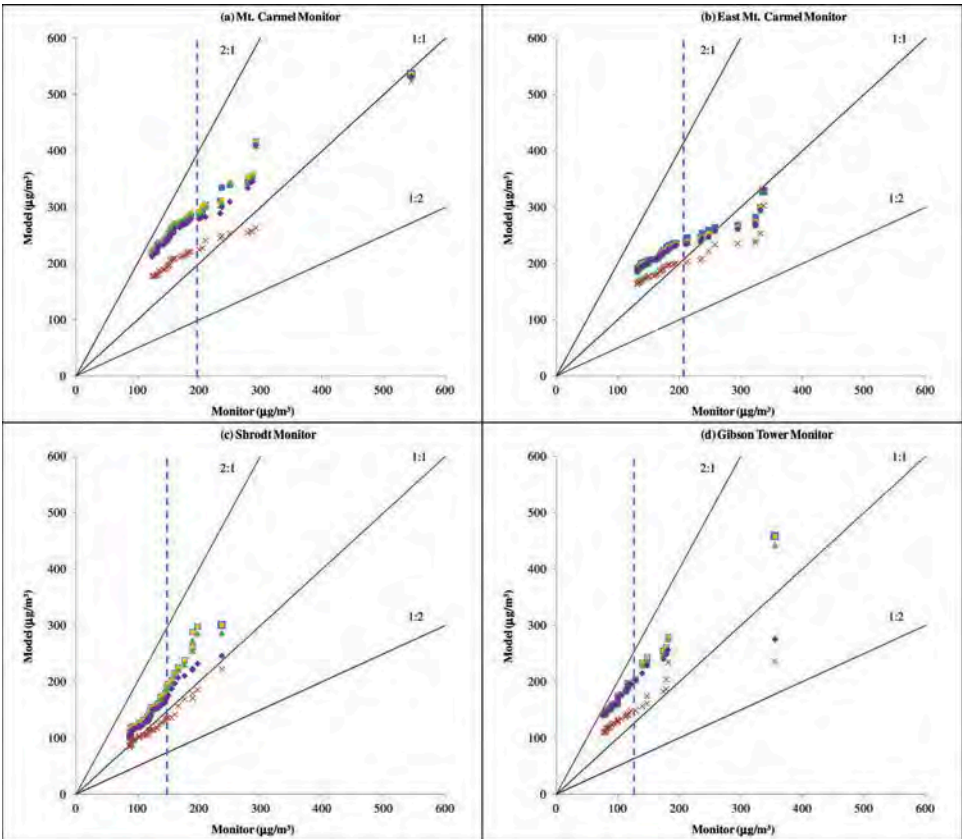 (a) Mt. Carmel Monitor
600
500
400
300
200
100
0
Model (µg/m³)
2:1
1:1
1:2
0 100 200 300 400 500 600
Monitor (µg/m³)
(b) East Mt. Carmel Monitor
600
500
400
300
200
100
0
Model (µg/m³)
2:1
1:1
1:2
0 100 200 300 400 500 600
Monitor (µg/m³)
(c) Shrodt Monitor
600
500
400
300
200
100
0
Model (µg/m³)
2:1
1:1
1:2
0 100 200 300 400 500 600
Monitor (µg/m³)
(d) Gibson Tower Monitor
600
500
400
300
200
100
0
Model (µg/m³)
2:1
1:1
1:2
0 100 200 300 400 500 600
Monitor (µg/m³)